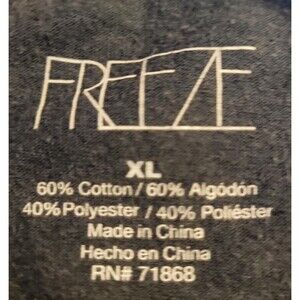 FREEZE
XL
60% Cotton / 60% Algodón
40% Polyester / 40% Poliéster
Made in China
Hecho en China
RN# 71868